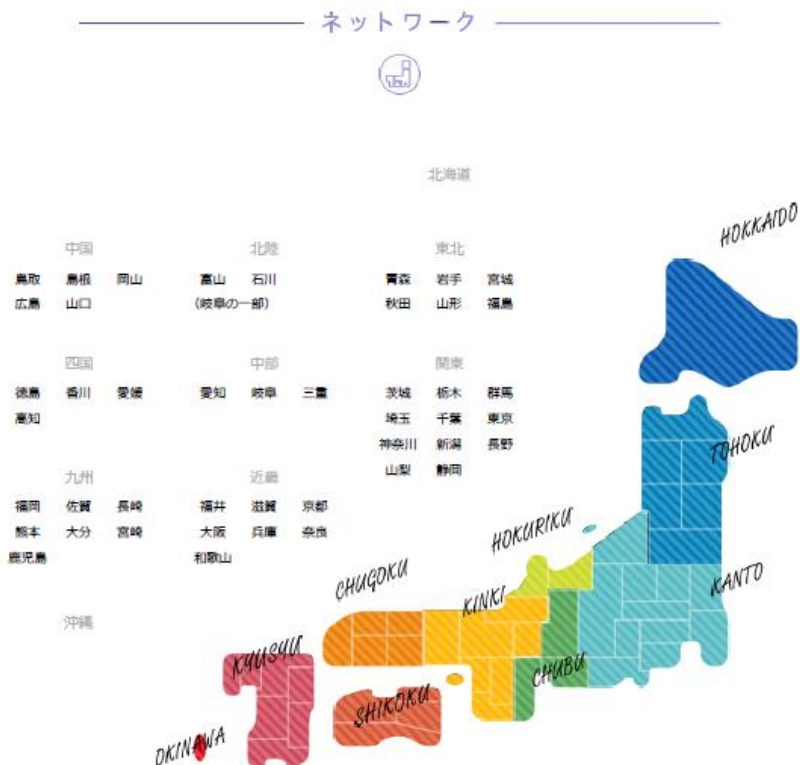 ネットワーク
北海道
中国
鳥取 島根 岡山
広島 山口
北陸
富山 石川
(岐阜の一部)
東北
青森 岩手 宮城
秋田 山形 福島
四国
徳島 香川 愛媛
高知
中部
愛知 岐阜 三重
関東
茨城 栃木 群馬
埼玉 千葉 東京
神奈川 新潟 長野
山梨 静岡
九州
福岡 佐賀 長崎
熊本 大分 宮崎
鹿児島
近畿
福井 滋賀 京都
大阪 兵庫 奈良
和歌山
沖縄
HOKKAIDO
TOHOKU
HOKURIKU
KANTO
CHUGOKU
KINKI
CHUBU
KYUSYU
SHIKOKU
OKINAWA